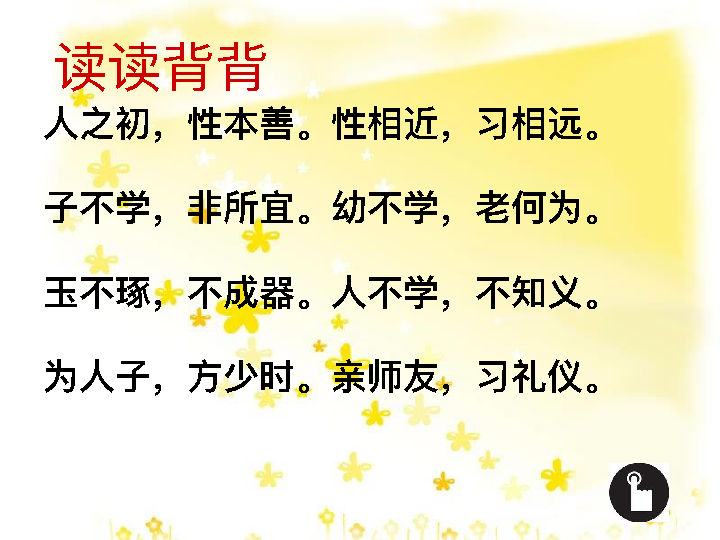 读读背背
人之初，性本善。性相近，习相远。
子不学，非所宜。幼不学，老何为。
玉不琢，不成器。人不学，不知义。
为人子，方少时。亲师友，习礼仪。